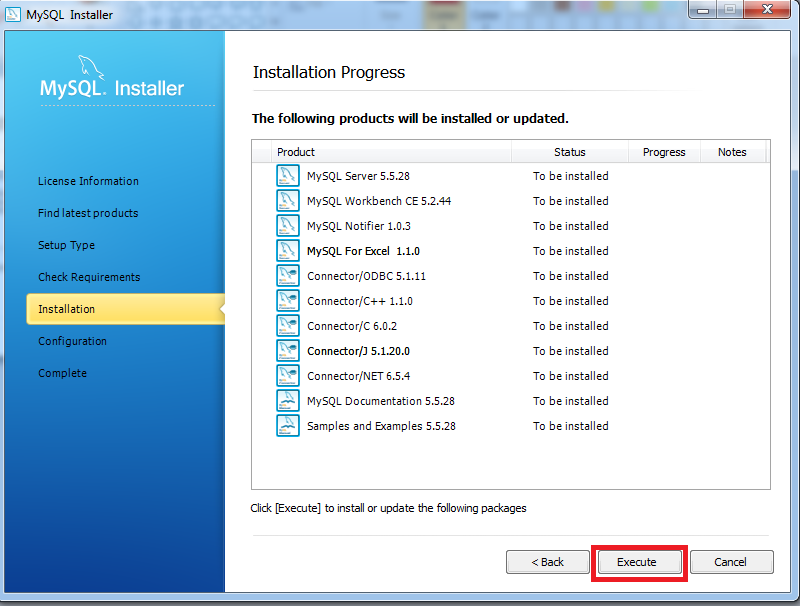 MySQL Installer
MySQL. Installer
License Information
Find latest products
Setup Type
Check Requirements
Installation
Configuration
Complete
Installation Progress
The following products will be installed or updated.
Product Status Progress Notes
MySQL Server 5.5.28 To be installed
MySQL Workbench CE 5.2.44 To be installed
MySQL Notifier 1.0.3 To be installed
MySQL For Excel 1.1.0 To be installed
Connector/ODBC 5.1.11 To be installed
Connector/C++ 1.1.0 To be installed
Connector/C 6.0.2 To be installed
Connector/J 5.1.20.0 To be installed
Connector/NET 6.5.4 To be installed
MySQL Documentation 5.5.28 To be installed
Samples and Examples 5.5.28 To be installed
Click [Execute] to install or update the following packages
< Back Execute Cancel